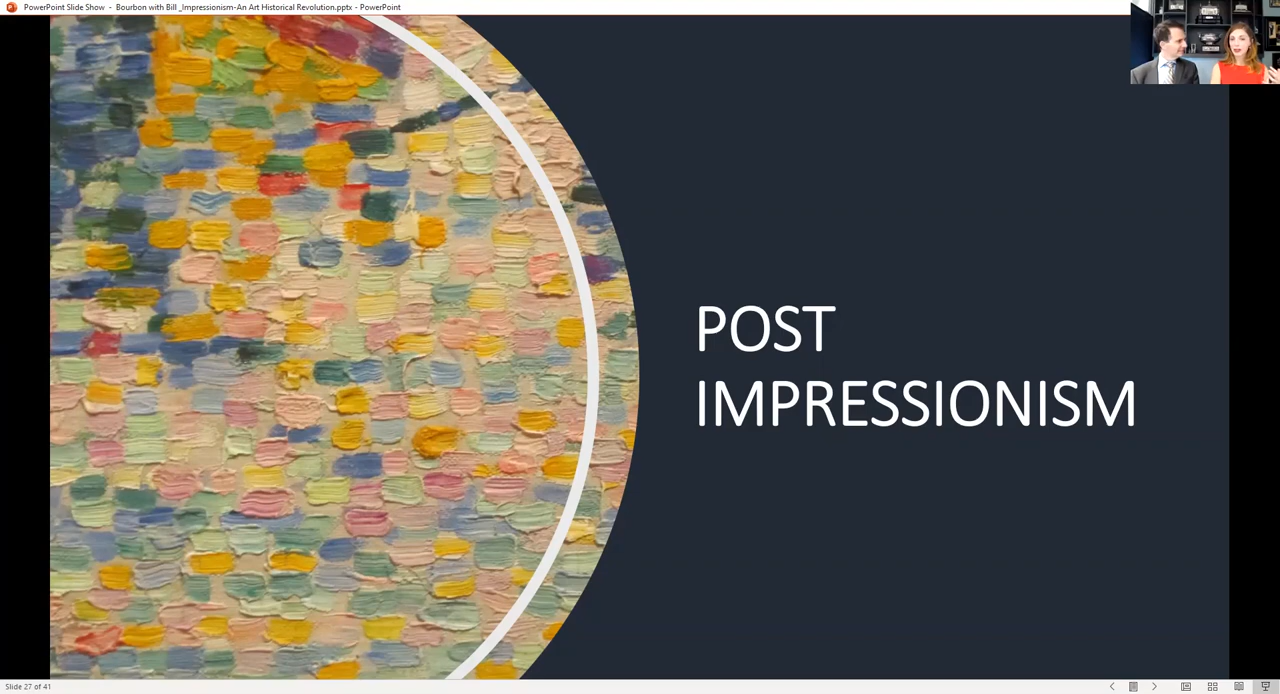 PowerPoint Slide Show - Bourbon with Bill _Impressionism-An Art Historical Revolution.pptx - PowerPoint
POST
IMPRESSIONISM
Slide 27 of 41